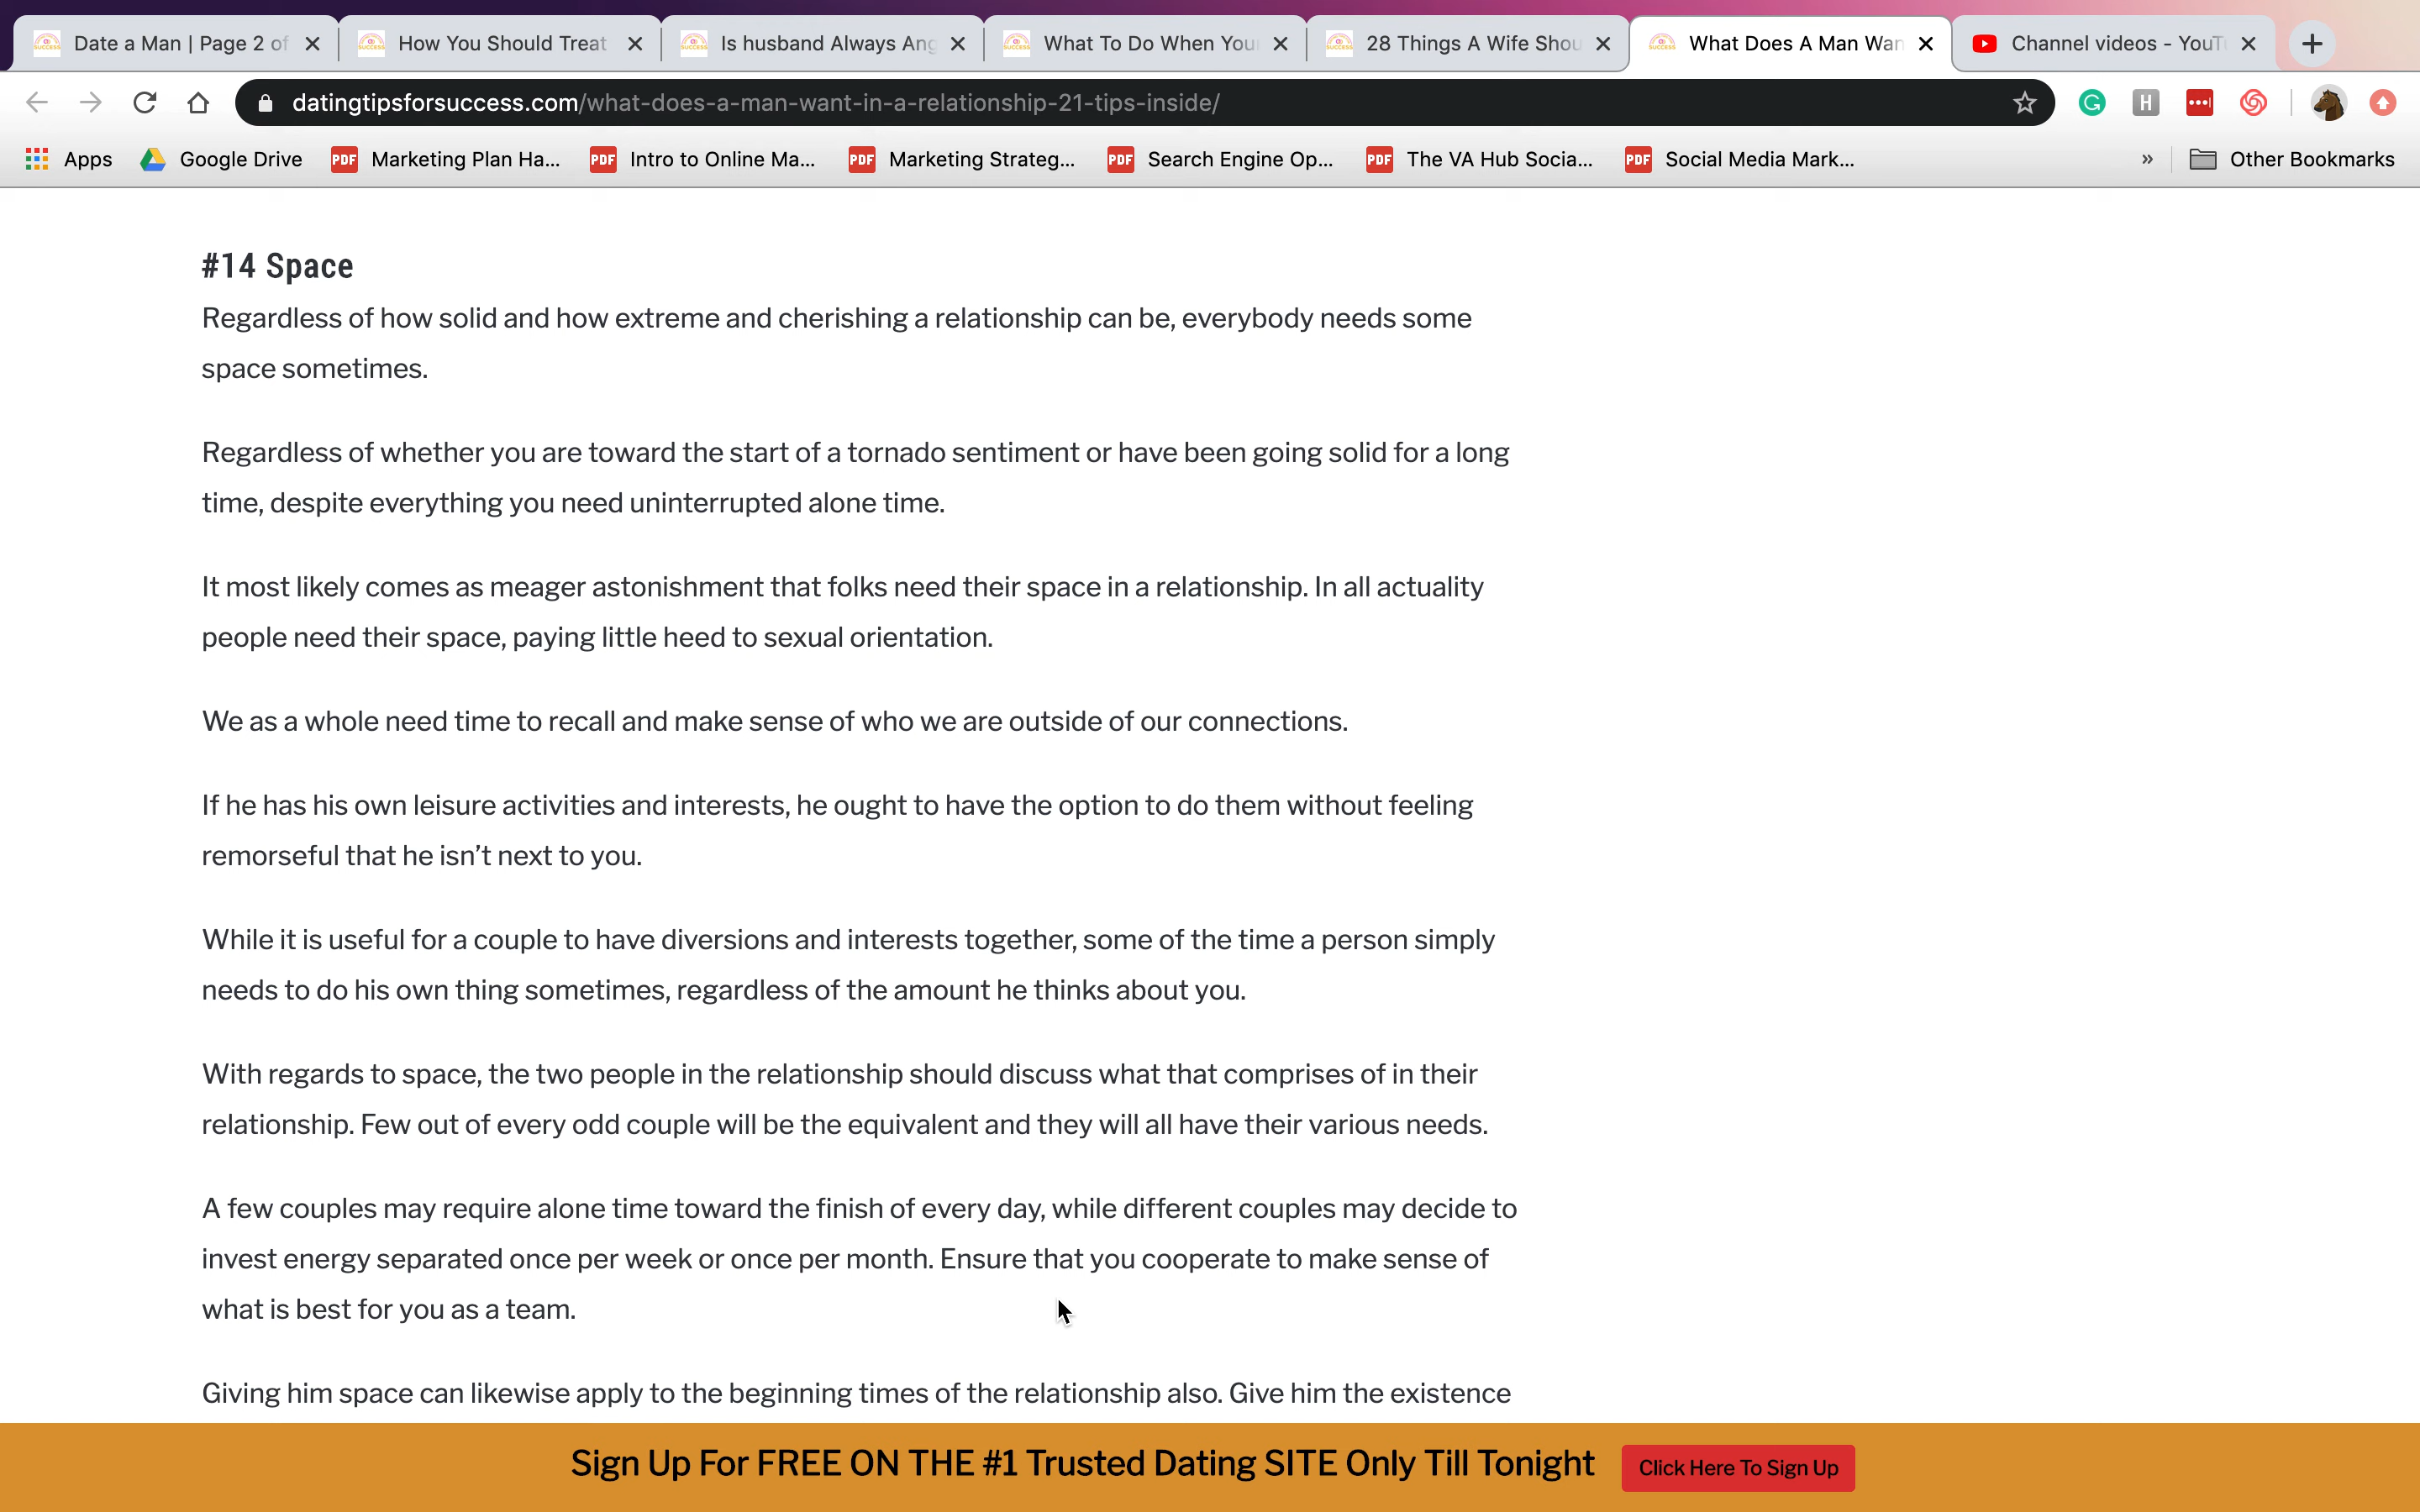 Date a Man | Page 2 of
How You Should Treat
Is husband Always Ang
What To Do When Your
28 Things A Wife Shou
What Does A Man Wan
Channel videos - YouTu
datingtipsforsuccess.com/what-does-a-man-want-in-a-relationship-21-tips-inside/
Apps
Google Drive
PDF Marketing Plan Ha...
PDF Intro to Online Ma...
PDF Marketing Strateg...
PDF Search Engine Op...
PDF The VA Hub Socia...
PDF Social Media Mark...
»
Other Bookmarks
#14 Space
Regardless of how solid and how extreme and cherishing a relationship can be, everybody needs some
space sometimes.
Regardless of whether you are toward the start of a tornado sentiment or have been going solid for a long
time, despite everything you need uninterrupted alone time.
It most likely comes as meager astonishment that folks need their space in a relationship. In all actuality
people need their space, paying little heed to sexual orientation.
We as a whole need time to recall and make sense of who we are outside of our connections.
If he has his own leisure activities and interests, he ought to have the option to do them without feeling
remorseful that he isn’t next to you.
While it is useful for a couple to have diversions and interests together, some of the time a person simply
needs to do his own thing sometimes, regardless of the amount he thinks about you.
With regards to space, the two people in the relationship should discuss what that comprises of in their
relationship. Few out of every odd couple will be the equivalent and they will all have their various needs.
A few couples may require alone time toward the finish of every day, while different couples may decide to
invest energy separated once per week or once per month. Ensure that you cooperate to make sense of
what is best for you as a team.
Giving him space can likewise apply to the beginning times of the relationship also. Give him the existence
Sign Up For FREE ON THE #1 Trusted Dating SITE Only Till Tonight
Click Here To Sign Up